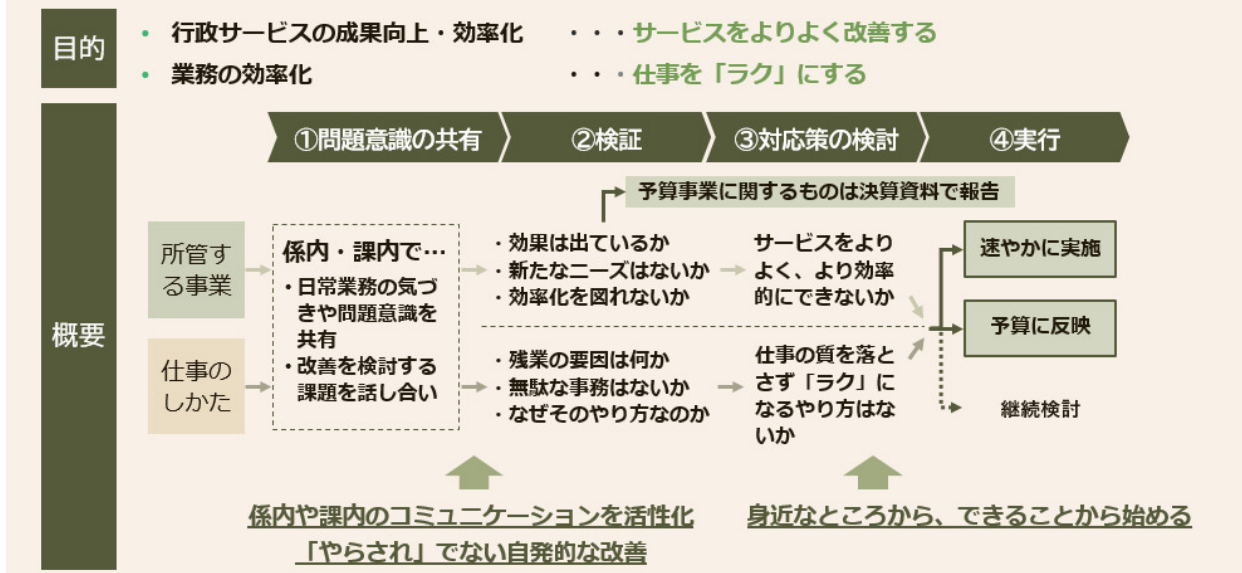 目的
• 行政サービスの成果向上・効率化 ・・・サービスをよりよく改善する
• 業務の効率化 ・・・仕事を「ラク」にする
概要
①問題意識の共有
②検証
③対応策の検討
④実行
予算事業に関するものは決算資料で報告
所管す
る事業
仕事の
しかた
係内・課内で…
・日常業務の気づ
きや問題意識を
共有
・改善を検討する
課題を話し合い
・効果は出ているか
・新たなニーズはないか
・効率化を図れないか
サービスをより
よく、より効率
的にできないか
・残業の要因は何か
・無駄な事務はないか
・なぜそのやり方なのか
仕事の質を落と
さず「ラク」に
なるやり方はな
いか
速やかに実施
予算に反映
継続検討
係内や課内のコミュニケーションを活性化
「やらされ」でない自発的な改善
身近なところから、できることから始める